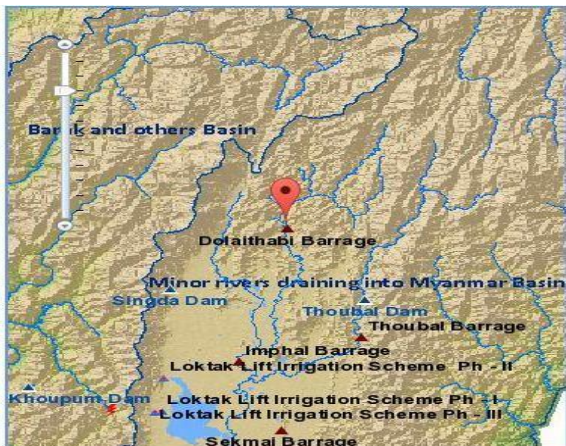 Barak and others Basin
Dolaithabi Barrage
Minor rivers draining into Myanmar Basin
Singda Dam
Thoubal Dam
Thoubal Barrage
Imphal Barrage
Loktak Lift Irrigation Scheme Ph - II
Khoupum Dam
Loktak Lift Irrigation Scheme Ph - I
Loktak Lift Irrigation Scheme Ph - III
Sekmai Barrage